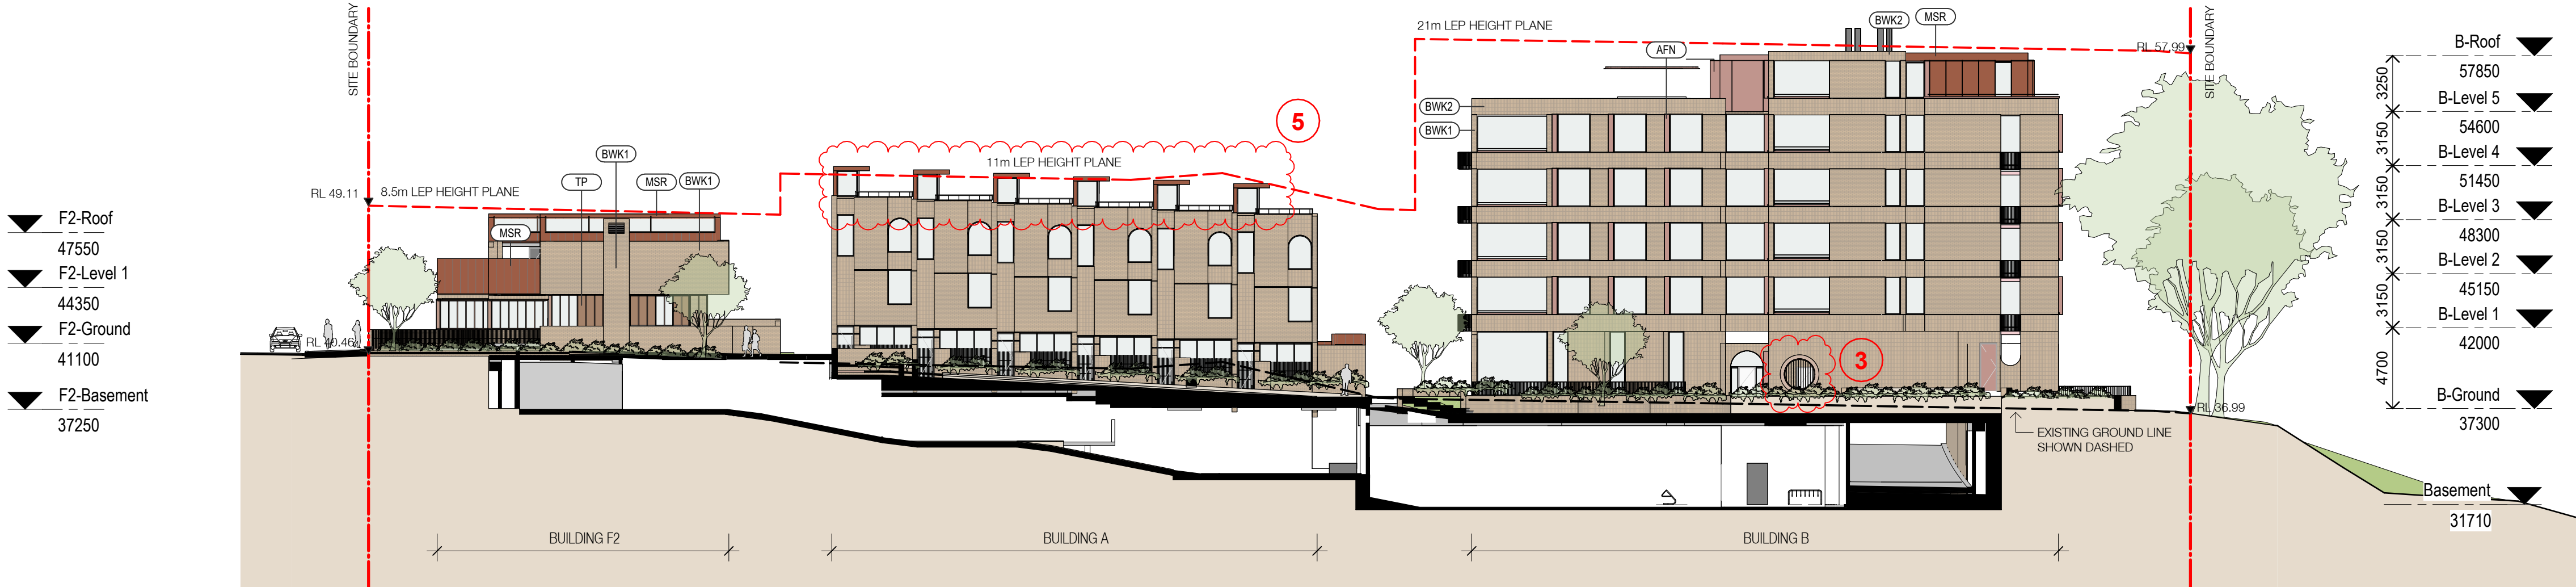 SITE BOUNDARY
RL 49.11
8.5m LEP HEIGHT PLANE
TP
BWK1
MSR
BWK1
MSR
RL 40.46
F2-Roof
47550
F2-Level 1
44350
F2-Ground
41100
F2-Basement
37250
5
11m LEP HEIGHT PLANE
21m LEP HEIGHT PLANE
AFN
BWK2
MSR
BWK2
BWK1
3
RL 57.99
SITE BOUNDARY
RL 36.99
EXISTING GROUND LINE
SHOWN DASHED
B-Roof
57850
3250
B-Level 5
54600
3150
B-Level 4
51450
3150
B-Level 3
48300
3150
B-Level 2
45150
3150
B-Level 1
42000
4700
B-Ground
37300
Basement
31710
BUILDING F2
BUILDING A
BUILDING B